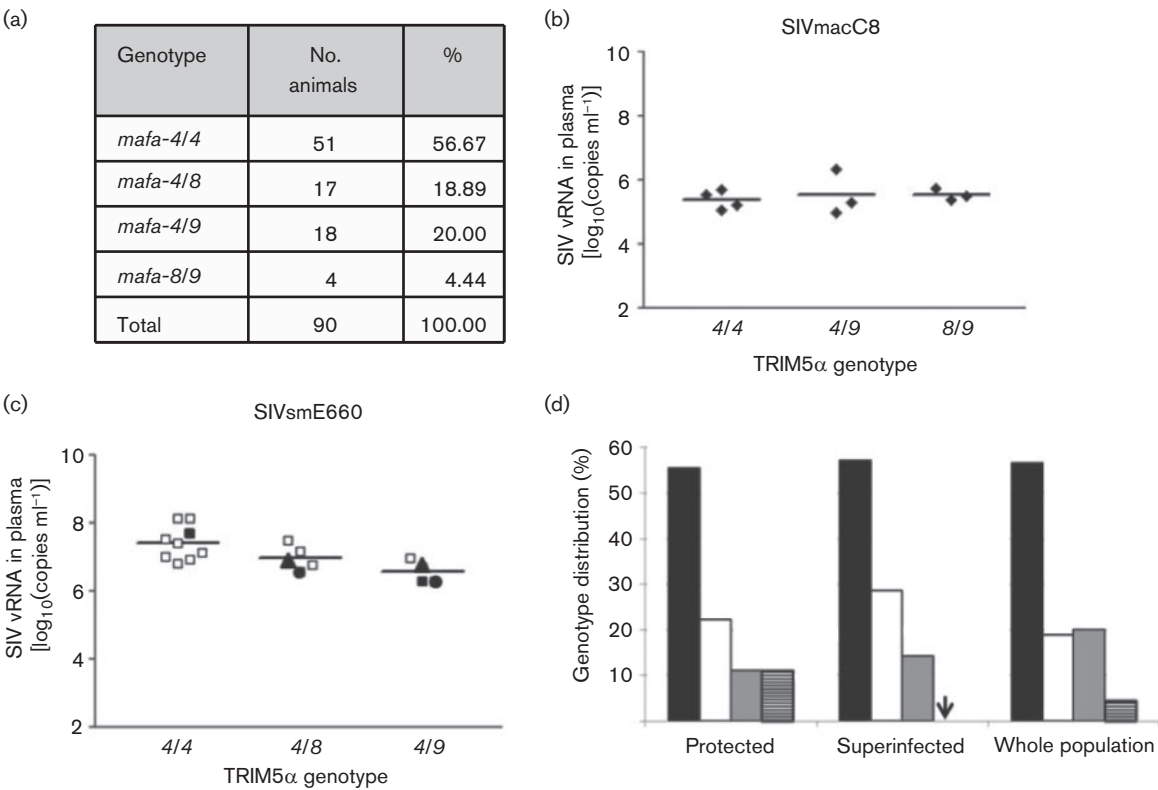 (a)
Genotype No. animals %
mafa-4/4 51 56.67
mafa-4/8 17 18.89
mafa-4/9 18 20.00
mafa-8/9 4 4.44
Total 90 100.00
(b)
SIVmacC8
SIV vRNA in plasma
[log₁₀(copies ml⁻¹)]
10
8
6
4
2
4/4 4/9 8/9
TRIM5α genotype
(c)
SIVsmE660
SIV vRNA in plasma
[log₁₀(copies ml⁻¹)]
10
8
6
4
2
4/4 4/8 4/9
TRIM5α genotype
(d)
Genotype distribution (%)
60
50
40
30
20
10
Protected Superinfected Whole population